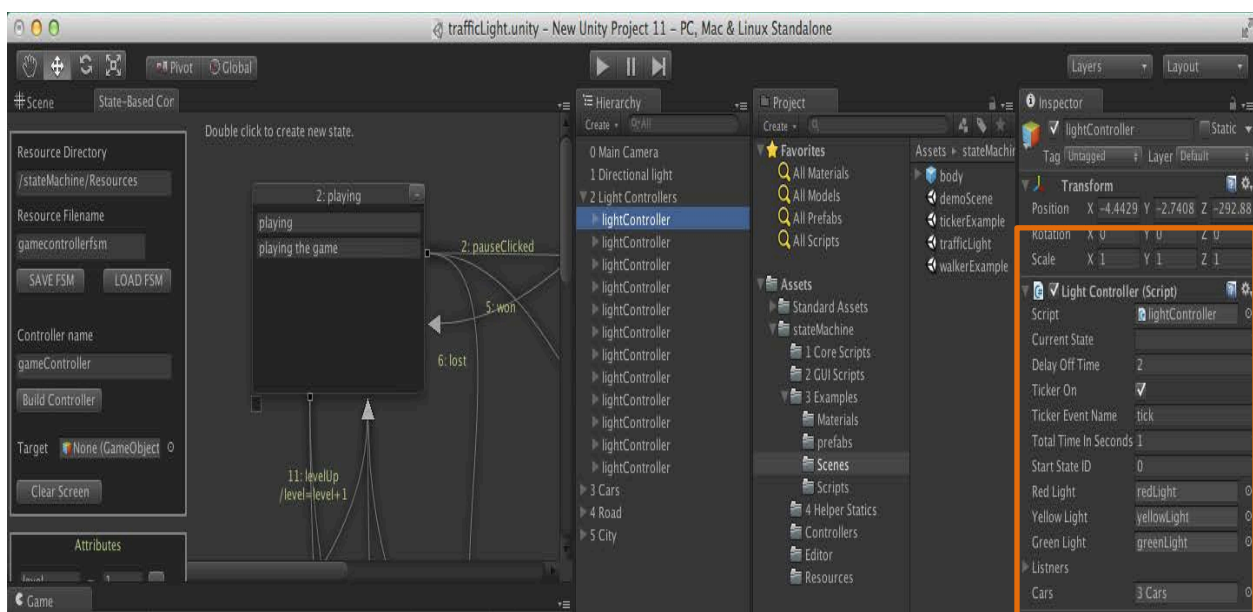 trafficLight.unity – New Unity Project 11 – PC, Mac & Linux Standalone
Pivot Global
Layers Layout
Scene State-Based Cor
Double click to create new state.
Resource Directory
/stateMachine/Resources
Resource Filename
gamecontrollerfsm
SAVE FSM LOAD FSM
Controller name
gameController
Build Controller
Target None (GameObject
Clear Screen
Attributes
level = 1
Game
2: playing
playing
playing the game
2: pauseClicked
5: won
6: lost
11: levelUp
/level=level+1
Hierarchy
Create All
0 Main Camera
1 Directional light
2 Light Controllers
lightController
lightController
lightController
lightController
lightController
lightController
lightController
lightController
lightController
lightController
lightController
lightController
3 Cars
4 Road
5 City
Project
Create
Favorites
All Materials
All Models
All Prefabs
All Scripts
Assets
Standard Assets
stateMachine
1 Core Scripts
2 GUI Scripts
3 Examples
Materials
prefabs
Scenes
Scripts
4 Helper Statics
Controllers
Editor
Resources
Assets ▸ stateMachin
body
demoScene
tickerExample
trafficLight
walkerExample
Inspector
lightController Static
Tag Untagged Layer Default
Transform
Position X -4.4429 Y -2.7408 Z -292.88
Rotation X 0 Y 0 Z 0
Scale X 1 Y 1 Z 1
Light Controller (Script)
Script lightController
Current State
Delay Off Time 2
Ticker On
Ticker Event Name tick
Total Time In Seconds 1
Start State ID 0
Red Light redLight
Yellow Light yellowLight
Green Light greenLight
Listners
Cars 3 Cars